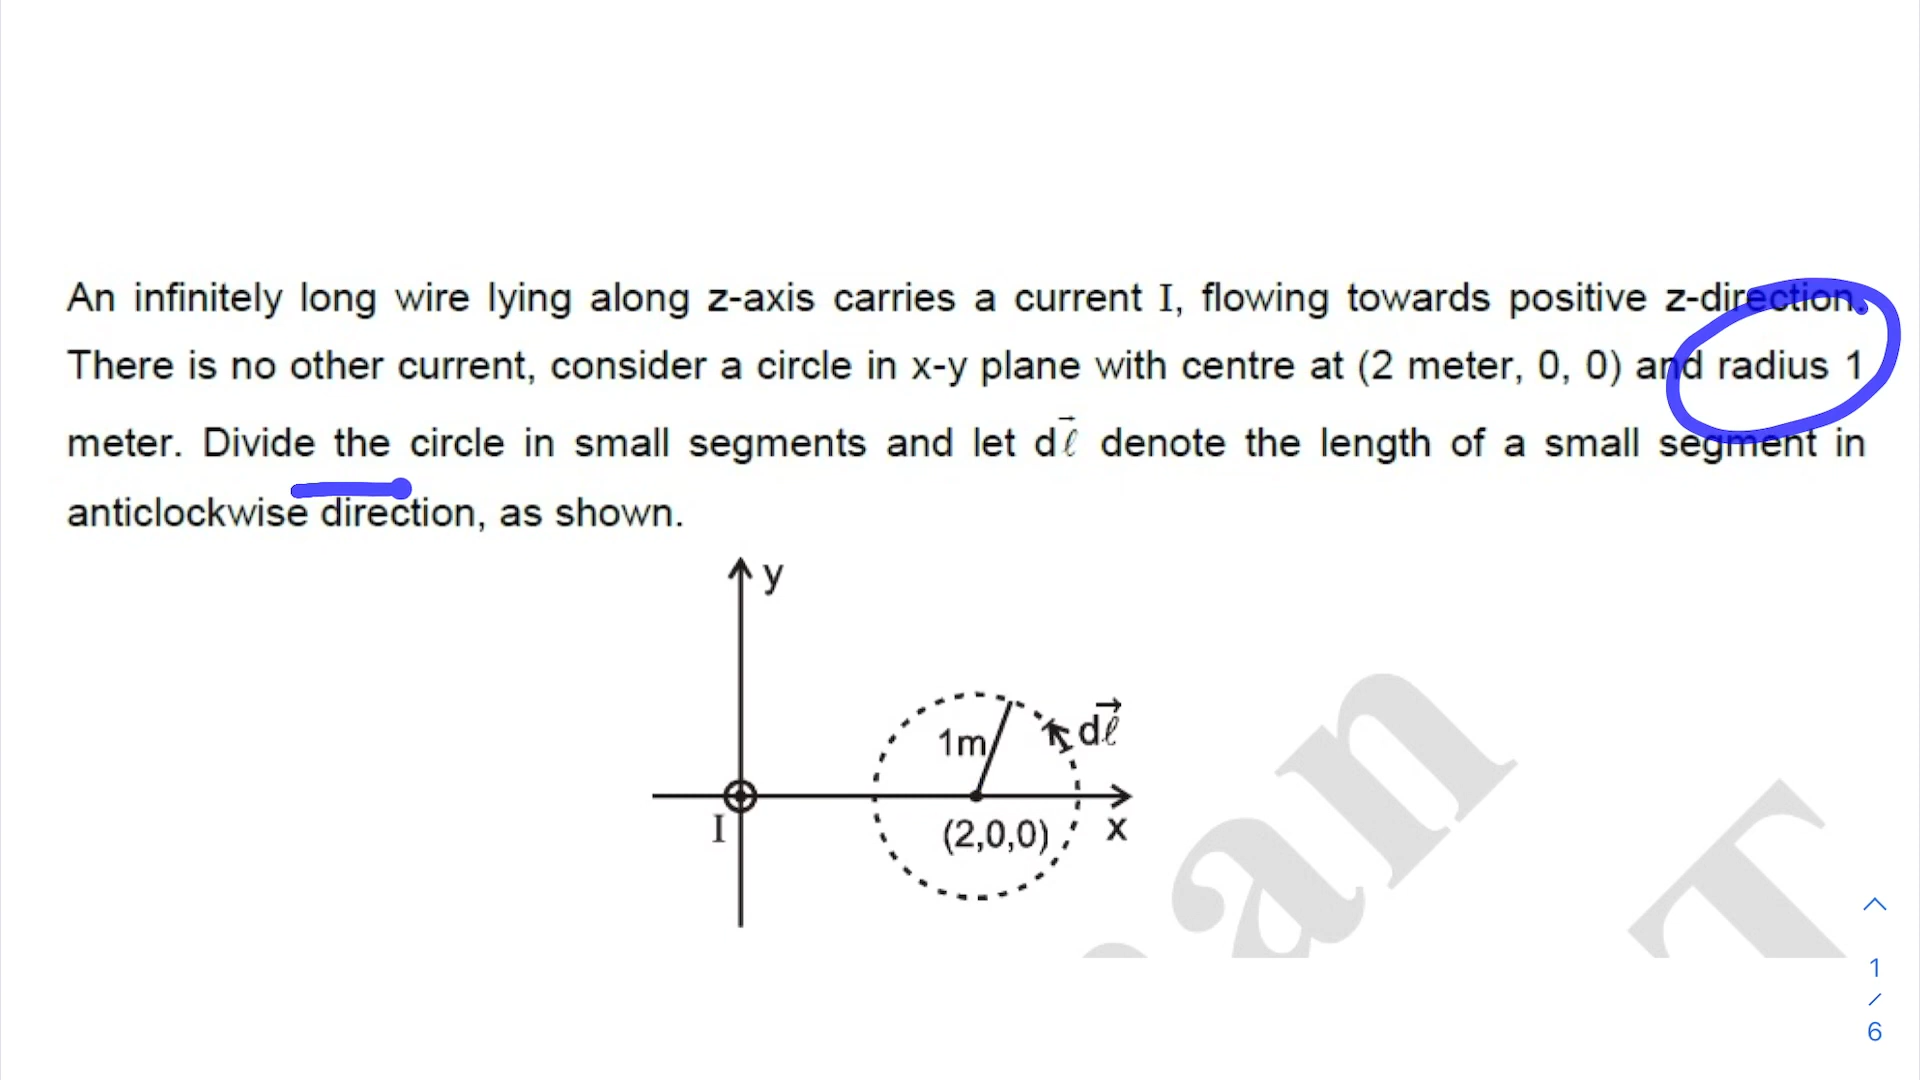 An infinitely long wire lying along z-axis carries a current I, flowing towards positive z-direction.
There is no other current, consider a circle in x-y plane with centre at (2 meter, 0, 0) and radius 1
meter. Divide the circle in small segments and let d\vec{ℓ} denote the length of a small segment in
anticlockwise direction, as shown.
y
1m
d\vec{ℓ}
I
(2,0,0)
x
an
T
1
/
6